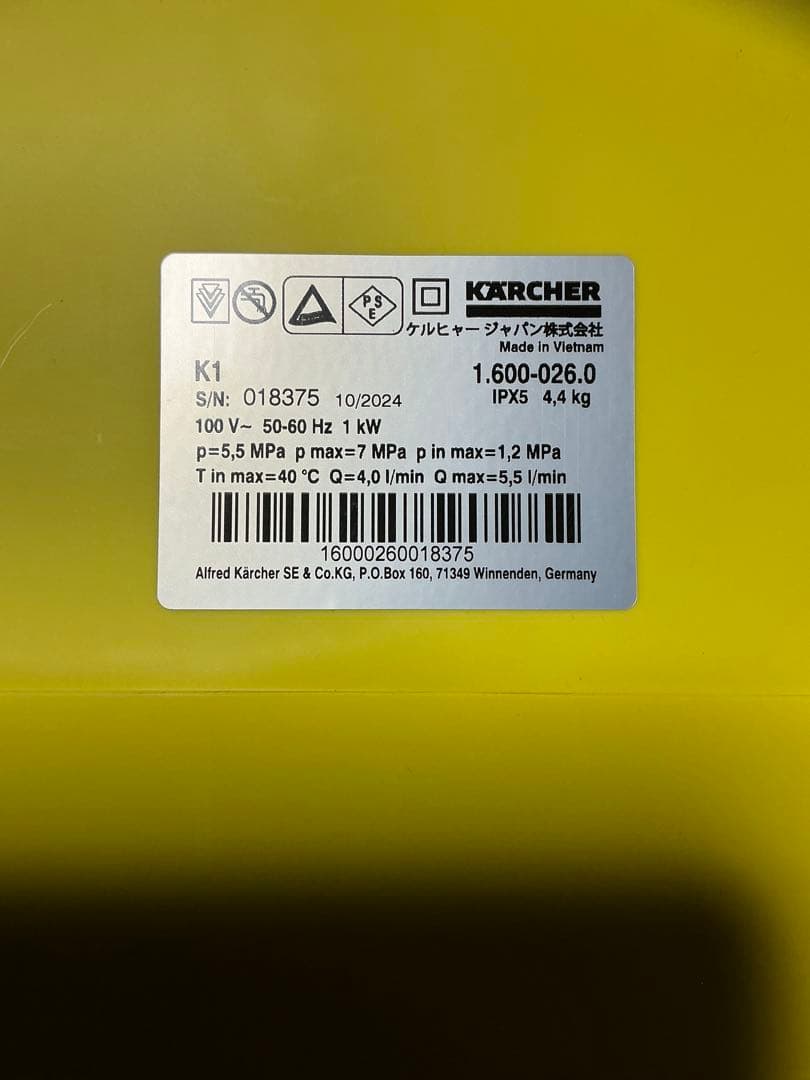 PSE
KÄRCHER
ケルヒャー ジャパン株式会社
Made in Vietnam
K1
1.600-026.0
S/N: 018375 10/2024
IPX5 4,4 kg
100 V~ 50-60 Hz 1 kW
p=5,5 MPa p max=7 MPa p in max=1,2 MPa
T in max=40 °C Q=4,0 l/min Q max=5,5 l/min
16000260018375
Alfred Kärcher SE & Co.KG, P.O.Box 160, 71349 Winnenden, Germany